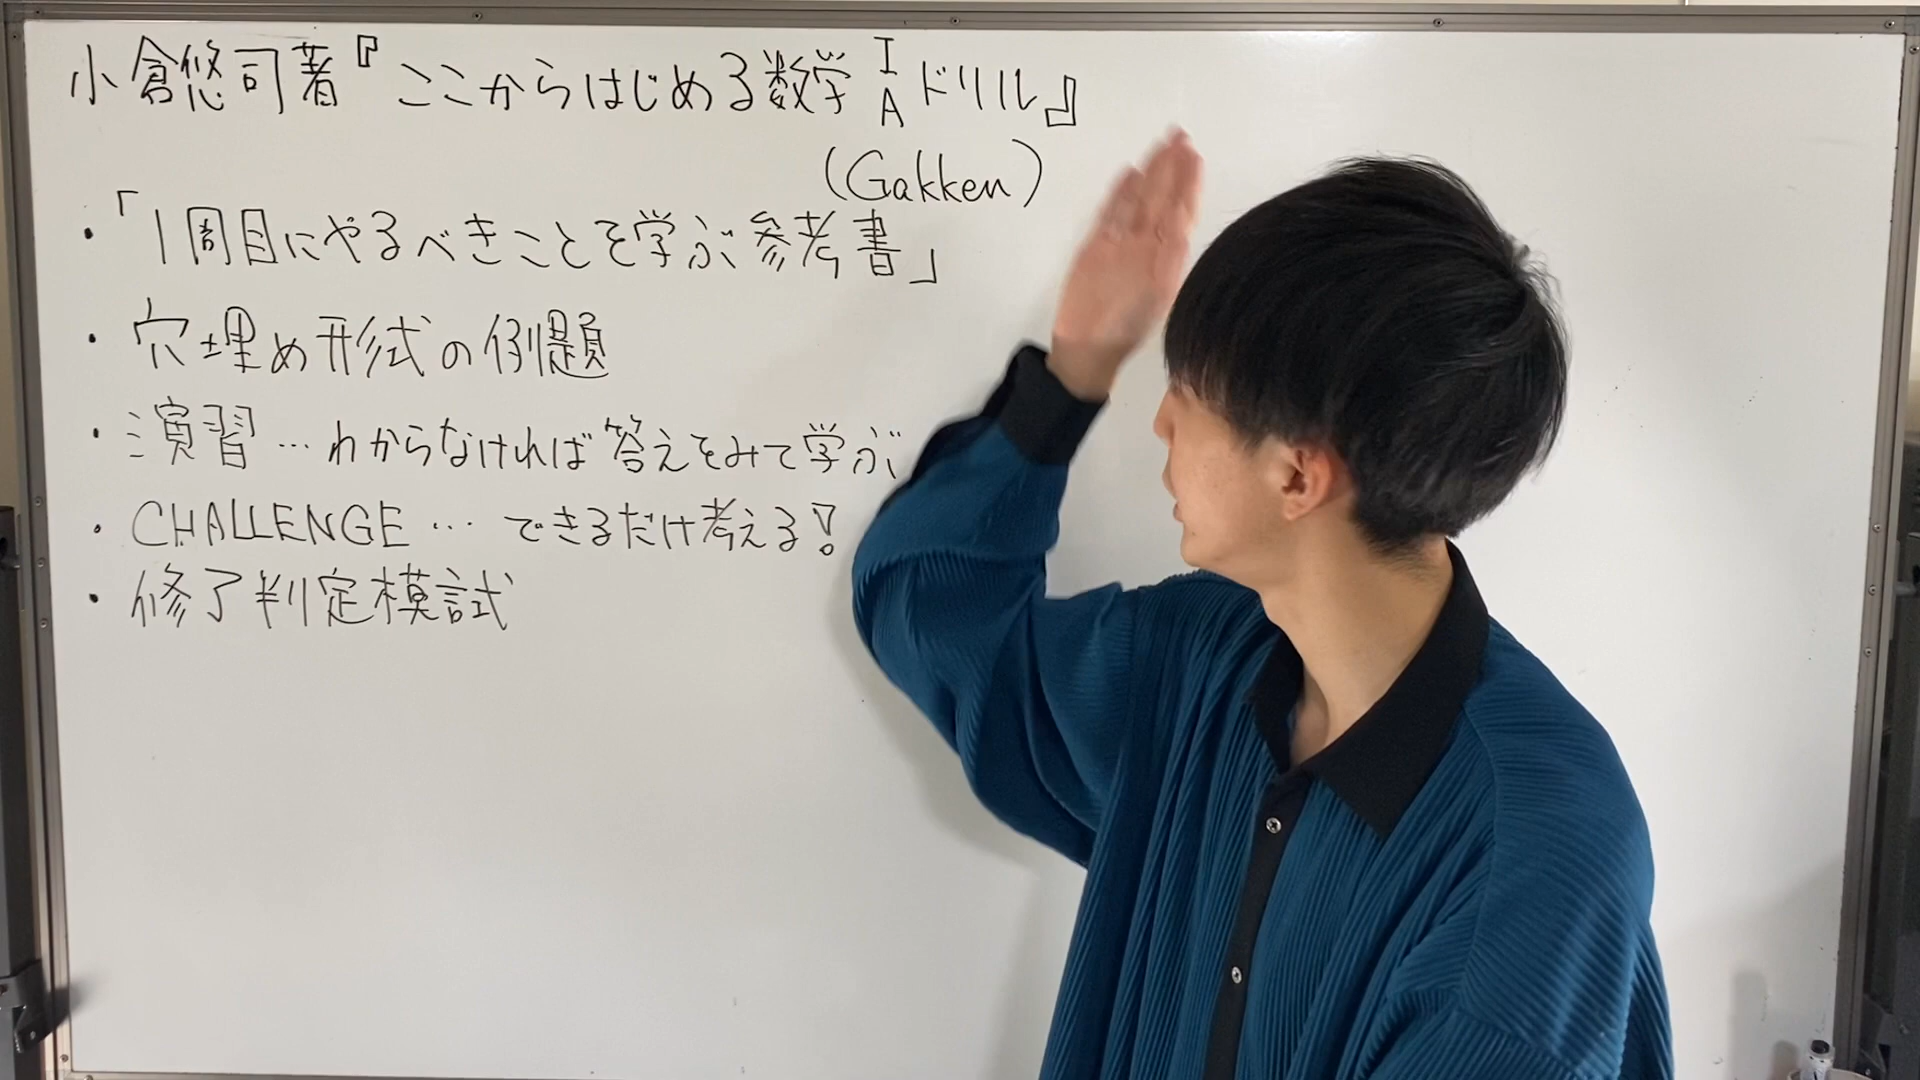 小倉悠司著『ここからはじめる数学ⅠAドリル』
(Gakken)
・「1周目にやるべきことを学ぶ参考書」
・穴埋め形式の例題
・演習…わからなければ答えをみて学ぶ
・CHALLENGE…できるだけ考える!
・修了判定模試